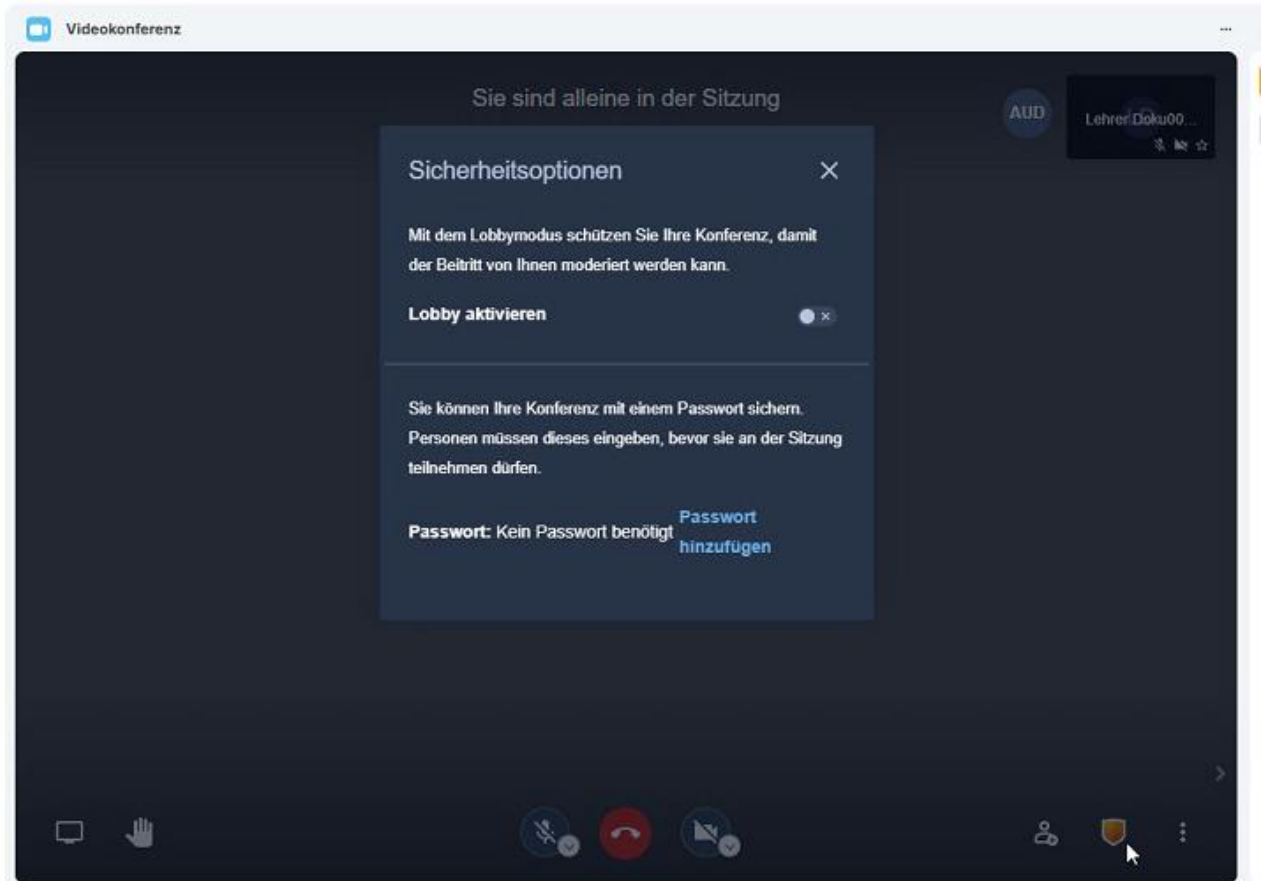 Videokonferenz
Sie sind alleine in der Sitzung
AUD
Lehrer Doku00...
Sicherheitsoptionen
Mit dem Lobbymodus schützen Sie Ihre Konferenz, damit
der Beitritt von Ihnen moderiert werden kann.
Lobby aktivieren
Sie können Ihre Konferenz mit einem Passwort sichern.
Personen müssen dieses eingeben, bevor sie an der Sitzung
teilnehmen dürfen.
Passwort: Kein Passwort benötigt
Passwort
hinzufügen